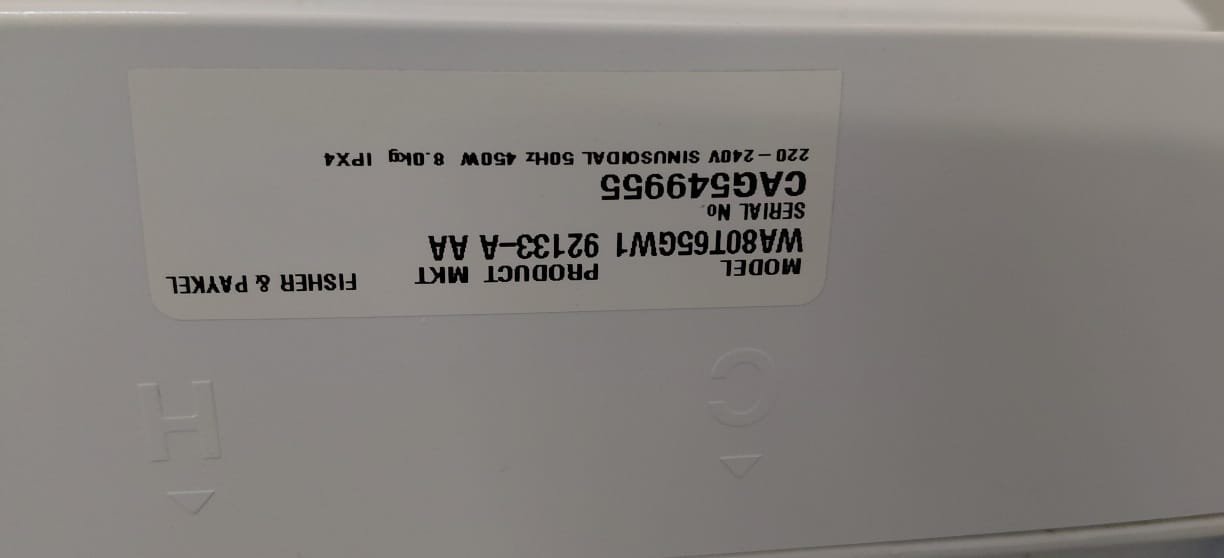 MODEL PRODUCT MKT FISHER & PAYKEL
WA80T65GW1 92133-A AA
SERIAL No.
CAG549955
220-240V SINUSOIDAL 50Hz 450W 8.0kg IPX4
C H